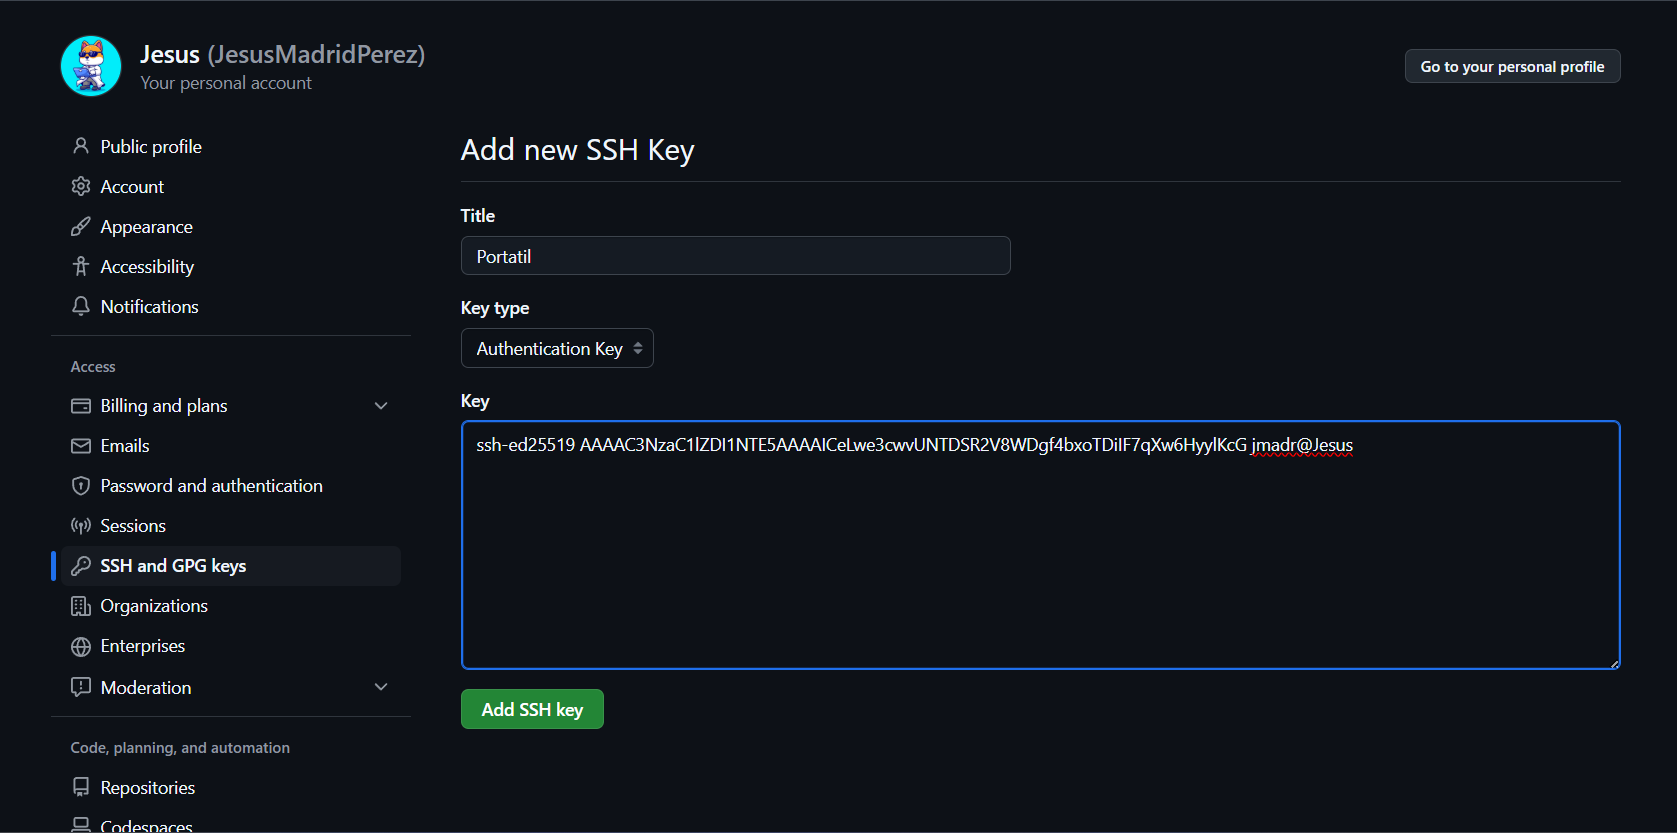 Jesus (JesusMadridPerez)
Your personal account
Go to your personal profile
Public profile
Account
Appearance
Accessibility
Notifications
Access
Billing and plans
Emails
Password and authentication
Sessions
SSH and GPG keys
Organizations
Enterprises
Moderation
Code, planning, and automation
Repositories
Codespaces
Add new SSH Key
Title
Portatil
Key type
Authentication Key
Key
ssh-ed25519 AAAAC3NzaC1lZDI1NTE5AAAAICeLwe3cwvUNTDSR2V8WDgf4bxoTDiIF7qXw6HyylKcG jmadr@Jesus
Add SSH key